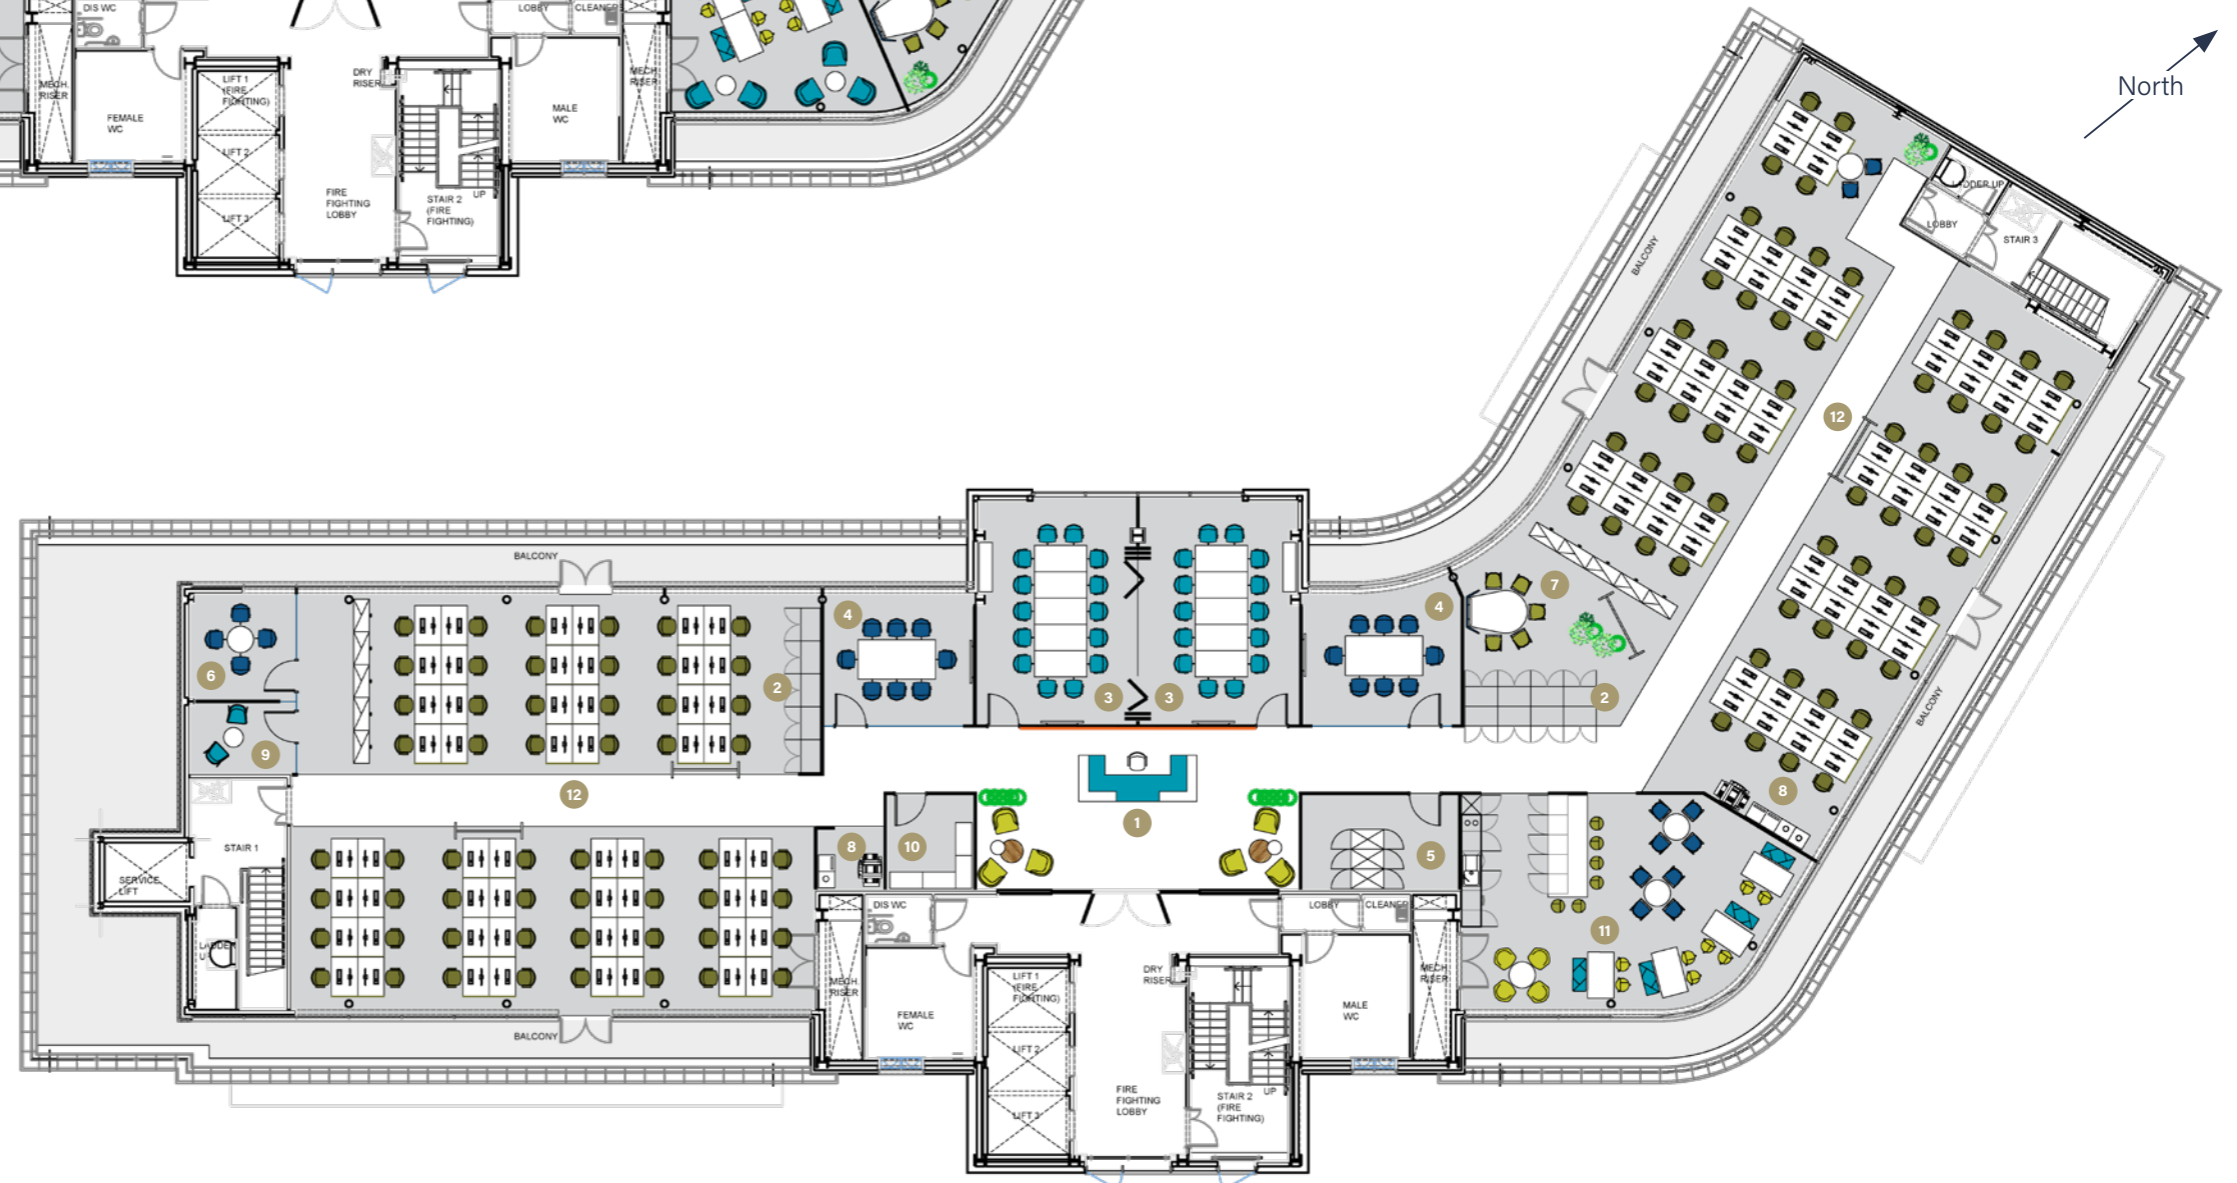 DIS WC
LOBBY
CLEANER
MECH.
RISER
LIFT 1
(FIRE
FIGHTING)
DRY
RISER
MECH.
RISER
FEMALE
WC
MALE
WC
LIFT 2
LIFT 3
FIRE
FIGHTING
LOBBY
STAIR 2
(FIRE
FIGHTING)
UP
North
LADDER UP
LOBBY
STAIR 3
BALCONY
12
BALCONY
BALCONY
4
4
7
6
2
3
3
2
9
12
1
8
8
10
5
11
STAIR 1
SERVICE
LIFT
LADDER
U
DIS WC
LOBBY
CLEANER
MECH.
RISER
LIFT 1
(FIRE
FIGHTING)
DRY
RISER
MECH.
RISER
FEMALE
WC
MALE
WC
BALCONY
LIFT 2
LIFT 3
FIRE
FIGHTING
LOBBY
STAIR 2
(FIRE
FIGHTING)
UP